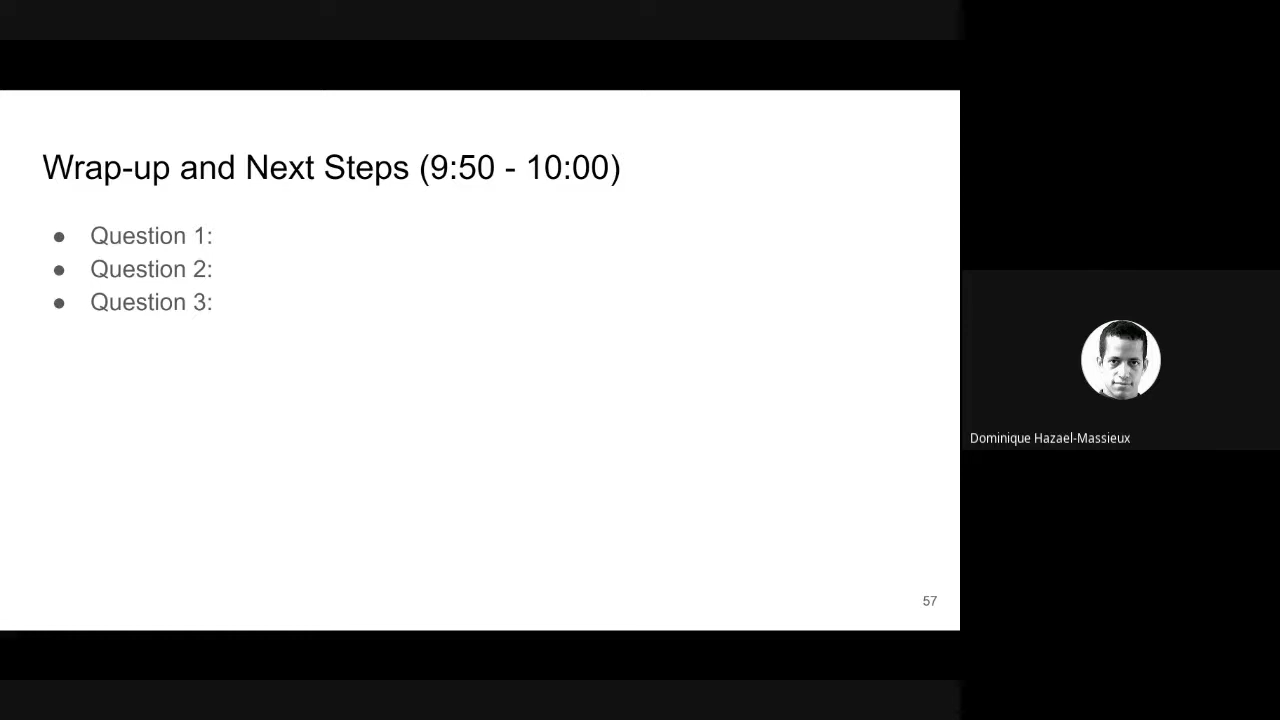 Wrap-up and Next Steps (9:50 - 10:00)
● Question 1:
● Question 2:
● Question 3:
Dominique Hazael-Massieux
57